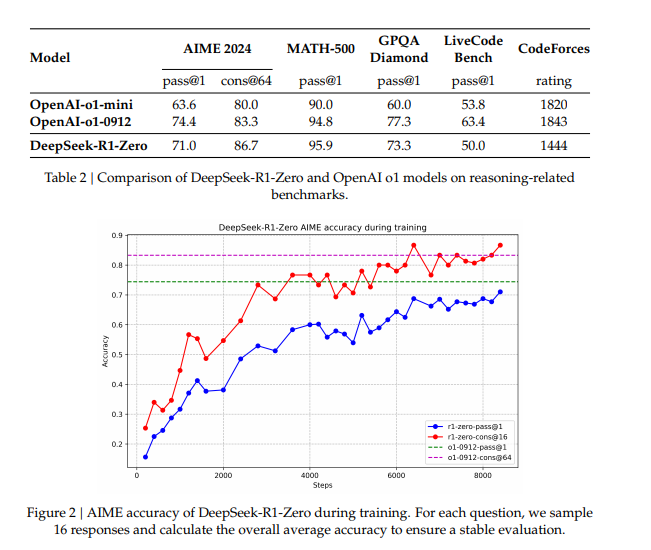 Model AIME 2024 MATH-500 GPQA Diamond LiveCode Bench CodeForces
pass@1 cons@64 pass@1 pass@1 pass@1 rating
OpenAI-o1-mini 63.6 80.0 90.0 60.0 53.8 1820
OpenAI-o1-0912 74.4 83.3 94.8 77.3 63.4 1843
DeepSeek-R1-Zero 71.0 86.7 95.9 73.3 50.0 1444
Table 2 | Comparison of DeepSeek-R1-Zero and OpenAI o1 models on reasoning-related
benchmarks.
DeepSeek-R1-Zero AIME accuracy during training
0.9
0.8
0.7
0.6
0.5
0.4
0.3
0.2
Accuracy
r1-zero-pass@1
r1-zero-cons@16
o1-0912-pass@1
o1-0912-cons@64
0 2000 4000 6000 8000
Steps
Figure 2 | AIME accuracy of DeepSeek-R1-Zero during training. For each question, we sample
16 responses and calculate the overall average accuracy to ensure a stable evaluation.